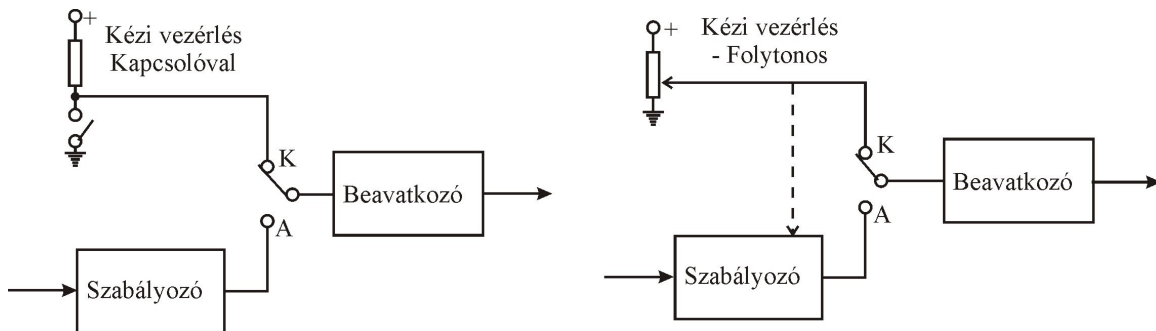 +
Kézi vezérlés
Kapcsolóval
K
Beavatkozó
A
Szabályozó
+
Kézi vezérlés
- Folytonos
K
Beavatkozó
A
Szabályozó